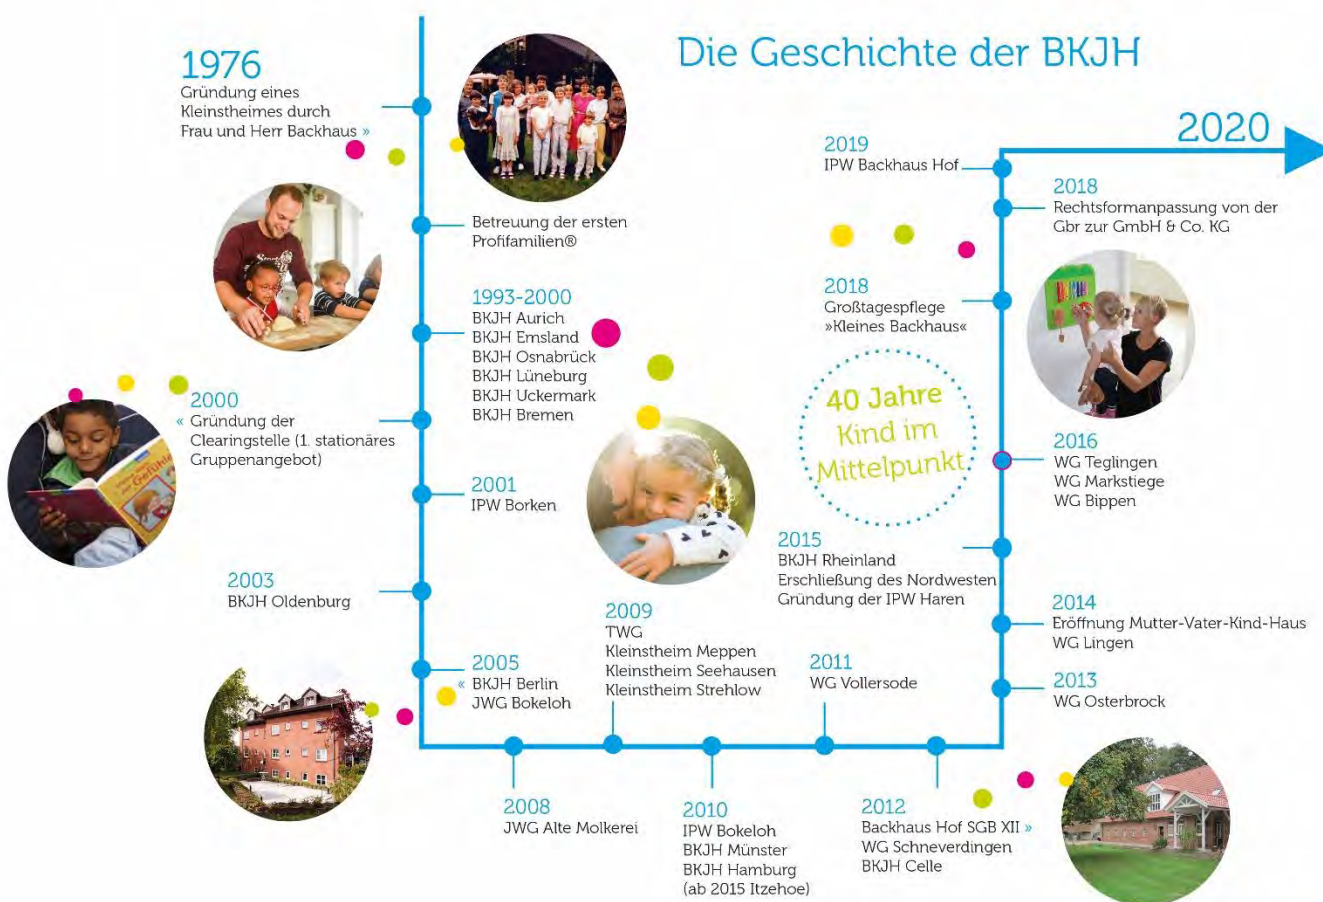 Die Geschichte der BKJH
1976
Gründung eines
Kleinstheimes durch
Frau und Herr Backhaus »
Betreuung der ersten
Profifamilien®
1993-2000
BKJH Aurich
BKJH Emsland
BKJH Osnabrück
BKJH Lüneburg
BKJH Uckermark
BKJH Bremen
2000
« Gründung der
Clearingstelle (1. stationäres
Gruppenangebot)
2001
IPW Borken
2003
BKJH Oldenburg
2005
« BKJH Berlin
JWG Bokeloh
2008
JWG Alte Molkerei
2009
TWG
Kleinstheim Meppen
Kleinstheim Seehausen
Kleinstheim Strehlow
2010
IPW Bokeloh
BKJH Münster
BKJH Hamburg
(ab 2015 Itzehoe)
2011
WG Vollersode
2012
Backhaus Hof SGB XII »
WG Schneverdingen
BKJH Celle
2013
WG Osterbrock
2014
Eröffnung Mutter-Vater-Kind-Haus
WG Lingen
2015
BKJH Rheinland
Erschließung des Nordwesten
Gründung der IPW Haren
2016
WG Teglingen
WG Markstiege
WG Bippen
40 Jahre
Kind im
Mittelpunkt
2018
Großtagespflege
»Kleines Backhaus«
2018
Rechtsformanpassung von der
Gbr zur GmbH & Co. KG
2019
IPW Backhaus Hof
2020
Gefühle